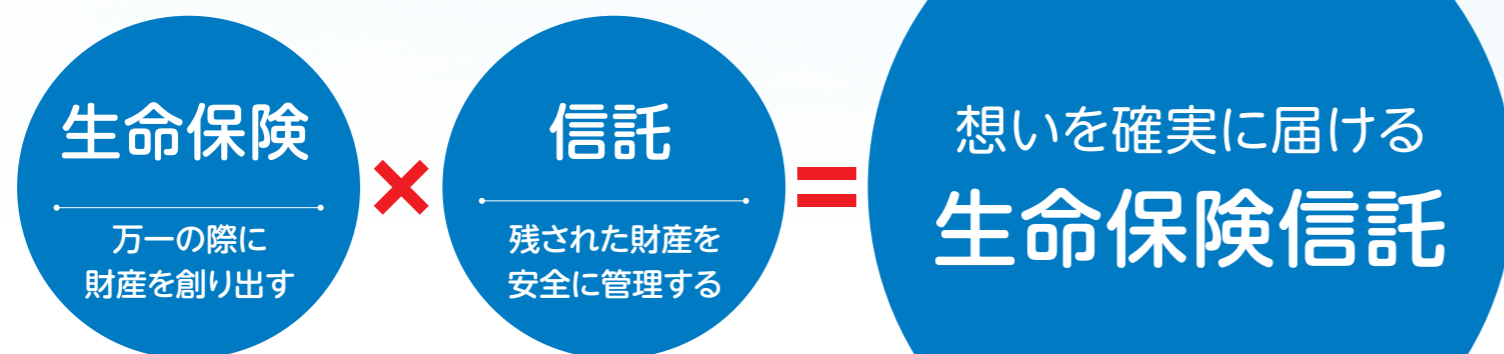 生命保険
万一の際に
財産を創り出す
×
信託
残された財産を
安全に管理する
=
想いを確実に届ける
生命保険信託